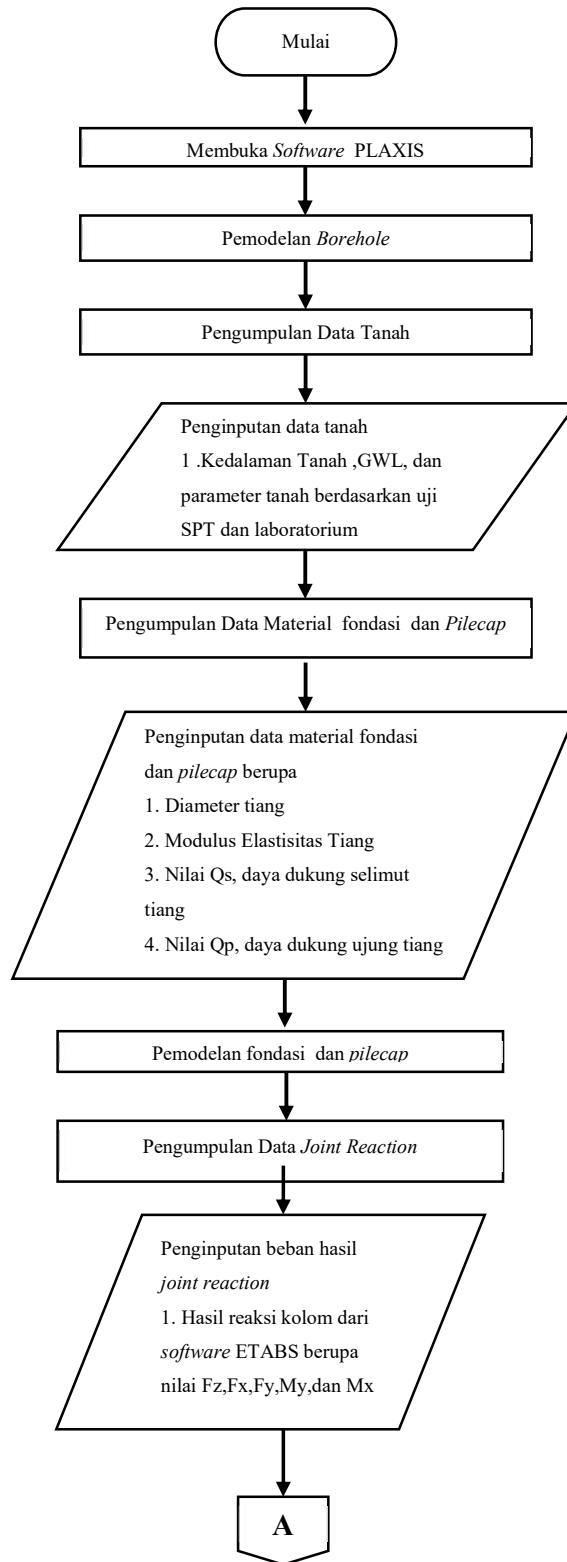 Mulai
Membuka Software PLAXIS
Pemodelan Borehole
Pengumpulan Data Tanah
Penginputan data tanah
1 .Kedalaman Tanah ,GWL, dan
parameter tanah berdasarkan uji
SPT dan laboratorium
Pengumpulan Data Material fondasi dan Pilecap
Penginputan data material fondasi
dan pilecap berupa
1. Diameter tiang
2. Modulus Elastisitas Tiang
3. Nilai Qs, daya dukung selimut
tiang
4. Nilai Qp, daya dukung ujung tiang
Pemodelan fondasi dan pilecap
Pengumpulan Data Joint Reaction
Penginputan beban hasil
joint reaction
1. Hasil reaksi kolom dari
software ETABS berupa
nilai Fz,Fx,Fy,My,dan Mx
A